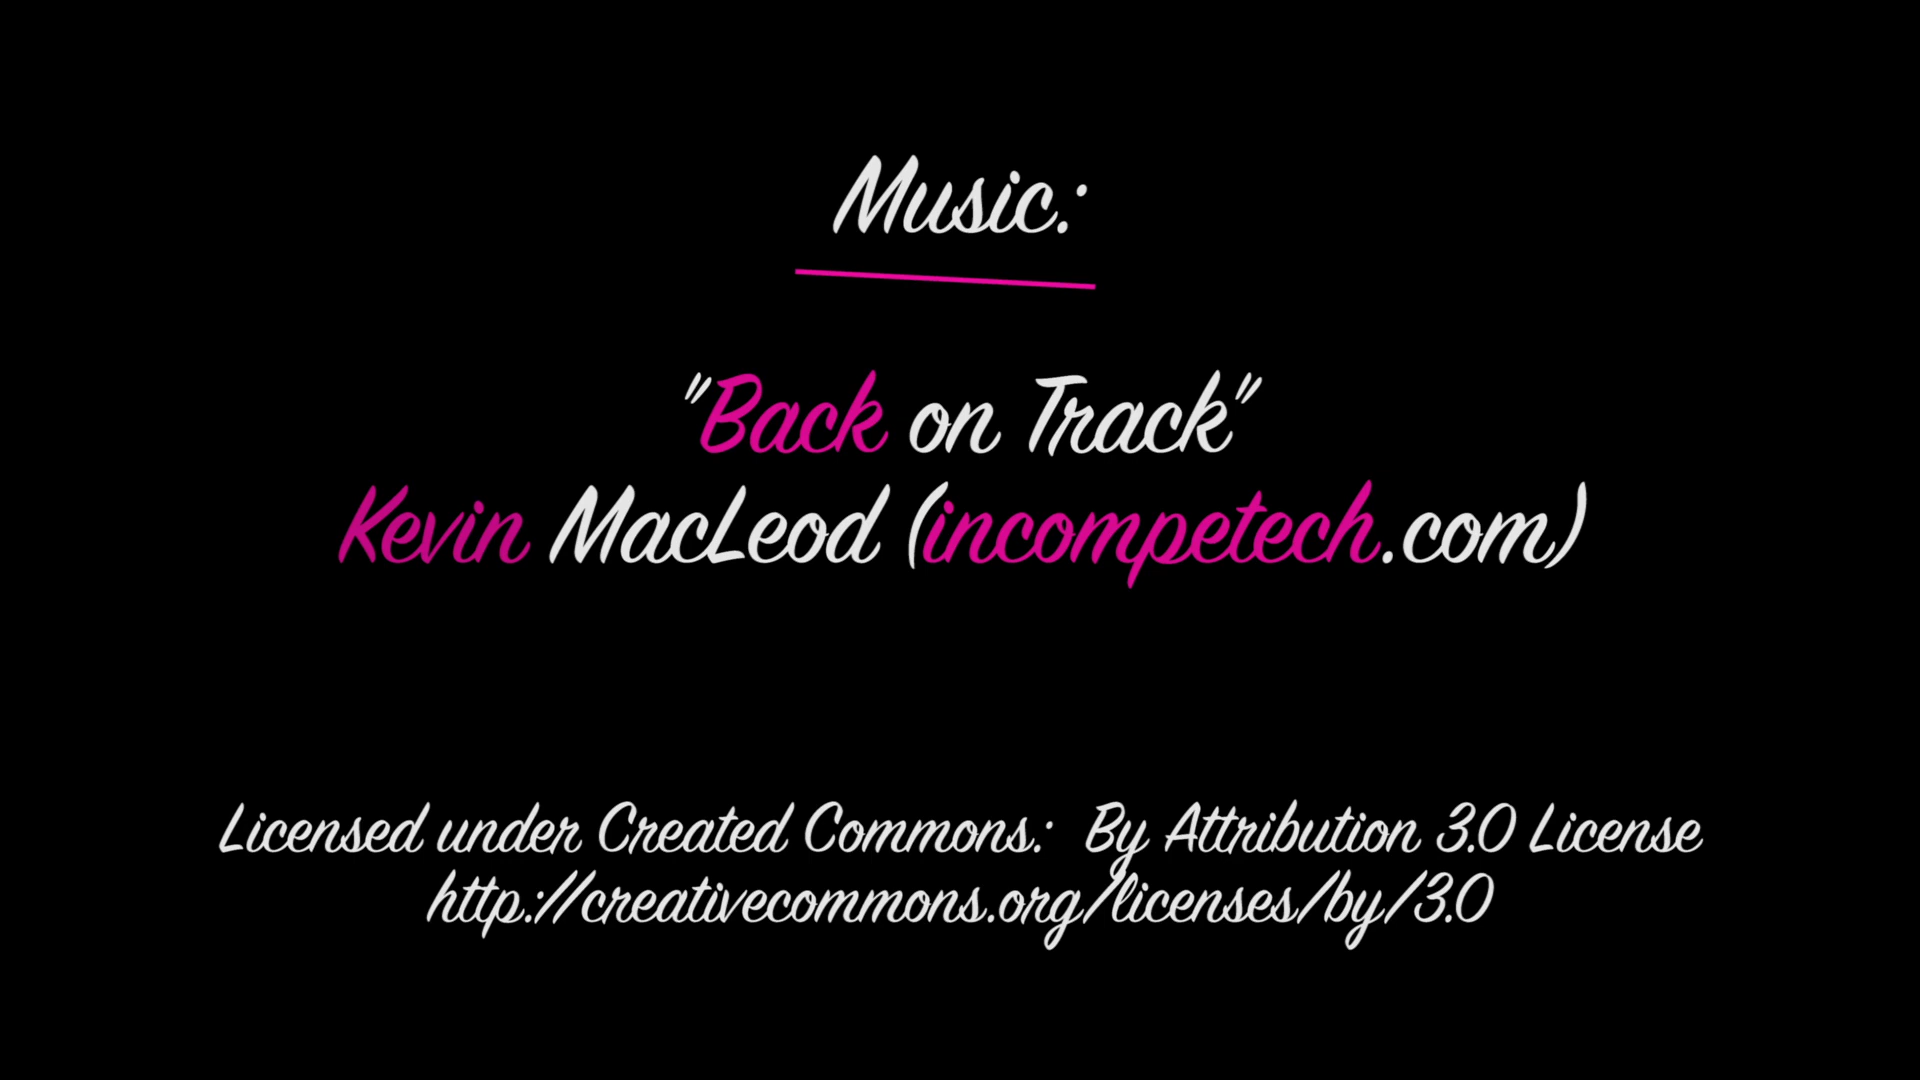 Music:
"Back on Track"
Kevin MacLeod (incompetech.com)
Licensed under Created Commons: By Attribution 3.0 License
http://creativecommons.org/licenses/by/3.0